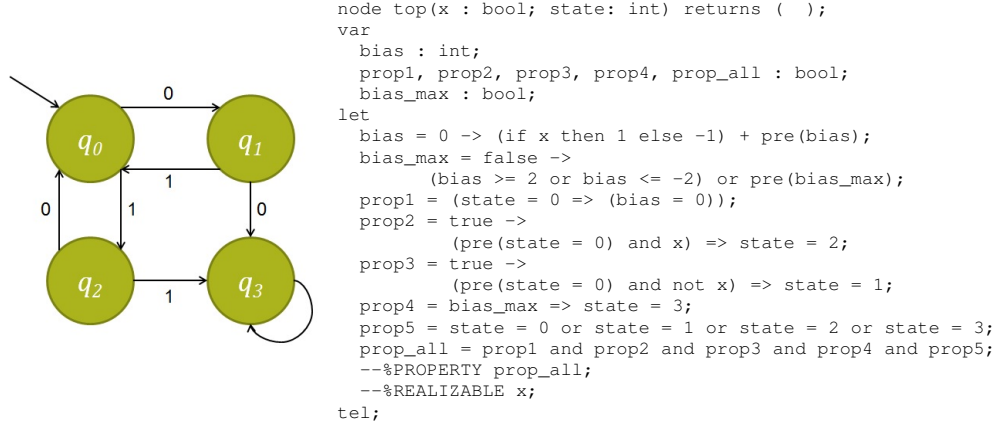 0
q0
q1
1
0
0
1
q2
q3
1
node top(x : bool; state: int) returns (  );
var
  bias : int;
  prop1, prop2, prop3, prop4, prop_all : bool;
  bias_max : bool;
let
  bias = 0 -> (if x then 1 else -1) + pre(bias);
  bias_max = false ->
        (bias >= 2 or bias <= -2) or pre(bias_max);
  prop1 = (state = 0 => (bias = 0));
  prop2 = true ->
          (pre(state = 0) and x) => state = 2;
  prop3 = true ->
          (pre(state = 0) and not x) => state = 1;
  prop4 = bias_max => state = 3;
  prop5 = state = 0 or state = 1 or state = 2 or state = 3;
  prop_all = prop1 and prop2 and prop3 and prop4 and prop5;
  --%PROPERTY prop_all;
  --%REALIZABLE x;
tel;